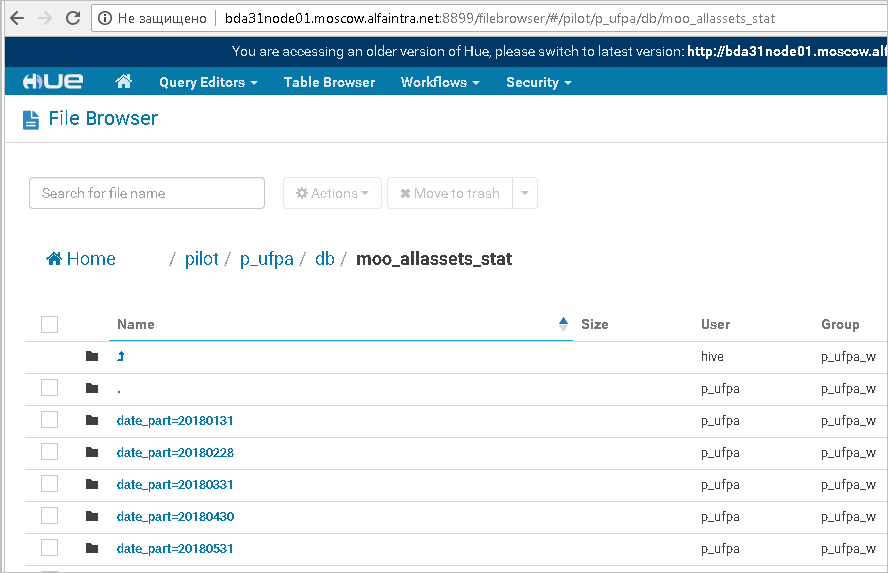 Не защищено | bda31node01.moscow.alfaintra.net:8899/filebrowser/#/pilot/p_ufpa/db/moo_allassets_stat
You are accessing an older version of Hue, please switch to latest version: http://bda31node01.moscow.alf
HUE Query Editors Table Browser Workflows Security
File Browser
Search for file name Actions Move to trash
Home / pilot / p_ufpa / db / moo_allassets_stat
Name Size User Group
hive p_ufpa_w
. p_ufpa p_ufpa_w
date_part=20180131 p_ufpa p_ufpa_w
date_part=20180228 p_ufpa p_ufpa_w
date_part=20180331 p_ufpa p_ufpa_w
date_part=20180430 p_ufpa p_ufpa_w
date_part=20180531 p_ufpa p_ufpa_w